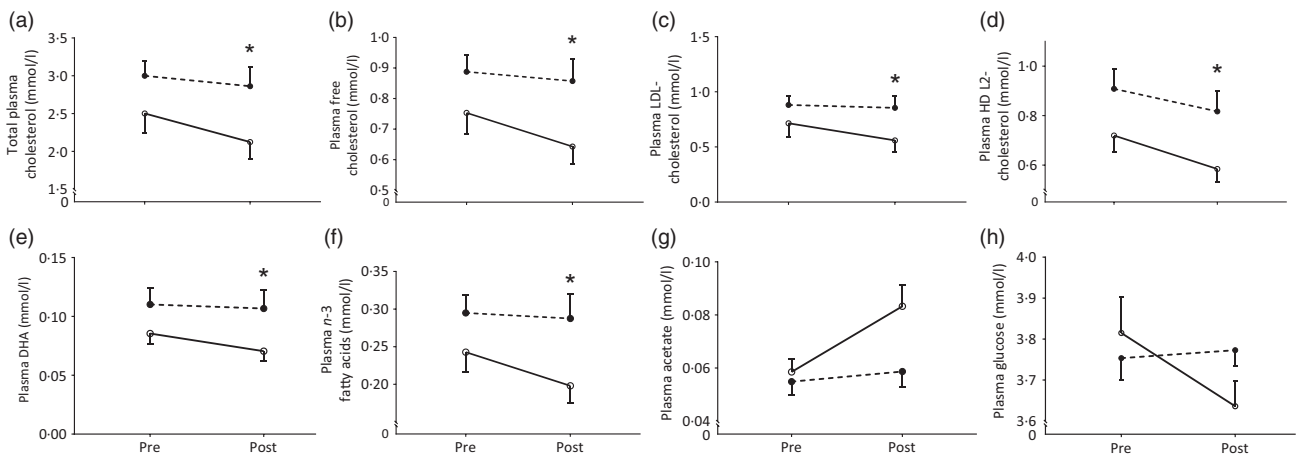 (a)
Total plasma
cholesterol (mmol/l)
3·5
3·0
2·5
2·0
1·5
0
*
(b)
Plasma free
cholesterol (mmol/l)
1·0
0·9
0·8
0·7
0·6
0·5
0
*
(c)
Plasma LDL-
cholesterol (mmol/l)
1·5
1·0
0·5
0
*
(d)
Plasma HD L2-
cholesterol (mmol/l)
1·0
0·8
0·6
0
*
(e)
Plasma DHA (mmol/l)
0·15
0·10
0·05
0·00
*
Pre
Post
(f)
Plasma n-3
fatty acids (mmol/l)
0·35
0·30
0·25
0·20
0
*
Pre
Post
(g)
Plasma acetate (mmol/l)
0·10
0·08
0·06
0·04
0
Pre
Post
(h)
Plasma glucose (mmol/l)
4·0
3·9
3·8
3·7
3·6
0
Pre
Post